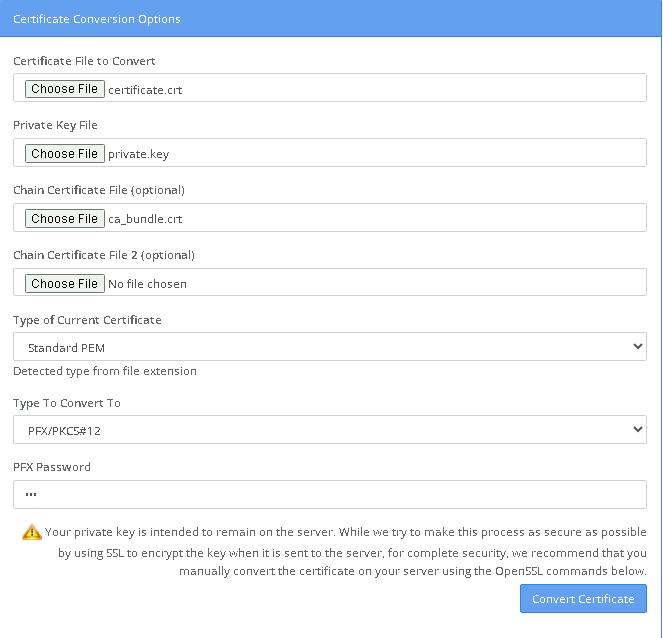 Certificate Conversion Options
Certificate File to Convert
Choose File certificate.crt
Private Key File
Choose File private.key
Chain Certificate File (optional)
Choose File ca_bundle.crt
Chain Certificate File 2 (optional)
Choose File No file chosen
Type of Current Certificate
Standard PEM
Detected type from file extension
Type To Convert To
PFX/PKCS#12
PFX Password
•••
Your private key is intended to remain on the server. While we try to make this process as secure as possible
by using SSL to encrypt the key when it is sent to the server, for complete security, we recommend that you
manually convert the certificate on your server using the OpenSSL commands below.
Convert Certificate